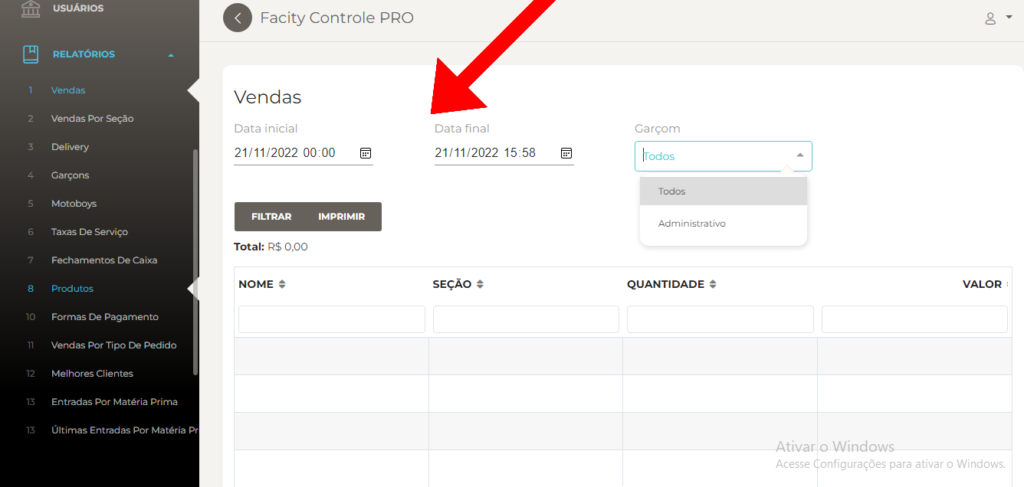 USUÁRIOS
RELATÓRIOS
1 Vendas
2 Vendas Por Seção
3 Delivery
4 Garçons
5 Motoboys
6 Taxas De Serviço
7 Fechamentos De Caixa
8 Produtos
10 Formas De Pagamento
11 Vendas Por Tipo De Pedido
12 Melhores Clientes
13 Entradas Por Matéria Prima
13 Últimas Entradas Por Matéria Pr
Facity Controle PRO
Vendas
Data inicial Data final Garçom
21/11/2022 00:00 21/11/2022 15:58 Todos
Todos
Administrativo
FILTRAR IMPRIMIR
Total: R$ 0,00
NOME SEÇÃO QUANTIDADE VALOR
Ativar o Windows
Acesse Configurações para ativar o Windows.